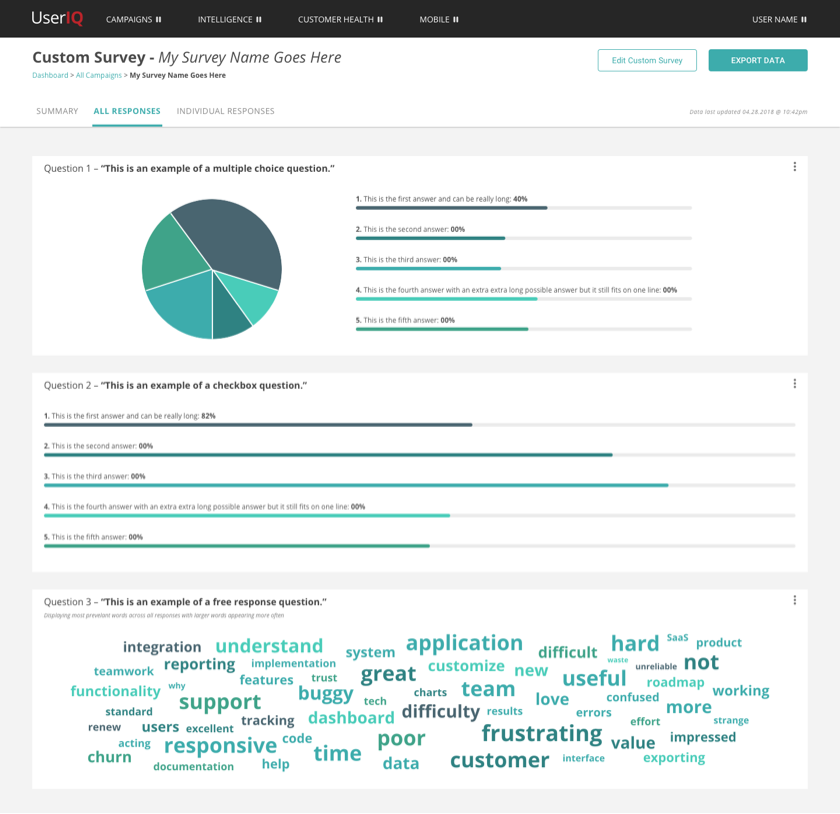 UserIQ CAMPAIGNS INTELLIGENCE CUSTOMER HEALTH MOBILE USER NAME
Custom Survey - My Survey Name Goes Here
Edit Custom Survey EXPORT DATA
Dashboard > All Campaigns > My Survey Name Goes Here
SUMMARY ALL RESPONSES INDIVIDUAL RESPONSES
Data last updated 04.28.2018 @ 10:42pm
Question 1 – “This is an example of a multiple choice question.”
1. This is the first answer and can be really long: 40%
2. This is the second answer: 00%
3. This is the third answer: 00%
4. This is the fourth answer with an extra extra long possible answer but it still fits on one line: 00%
5. This is the fifth answer: 00%
Question 2 – “This is an example of a checkbox question.”
1. This is the first answer and can be really long: 82%
2. This is the second answer: 00%
3. This is the third answer: 00%
4. This is the fourth answer with an extra extra long possible answer but it still fits on one line: 00%
5. This is the fifth answer: 00%
Question 3 – “This is an example of a free response question.”
Displaying most prevelant words across all responses with larger words appearing more often
integration understand system application difficult hard SaaS product
teamwork reporting implementation great customize new waste unreliable not
functionality why features trust buggy tech charts team useful roadmap working
standard support dashboard difficulty results love confused more
renew users excellent tracking errors effort strange
churn acting responsive code time poor frustrating value impressed
documentation help data customer interface exporting